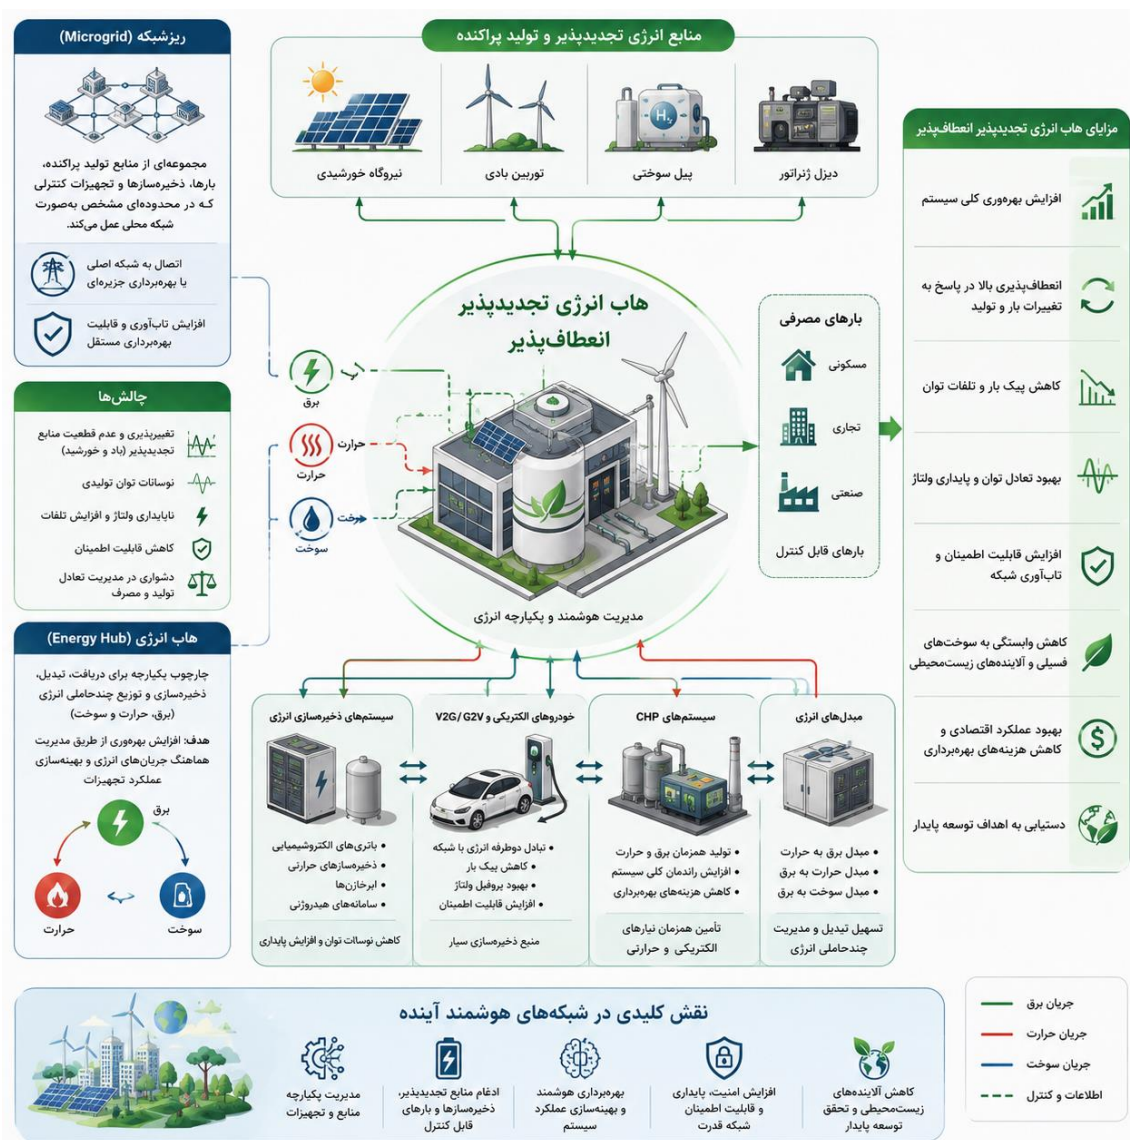 منابع انرژی تجدیدپذیر و تولید پراکنده
نیروگاه خورشیدی
توربین بادی
H₂
پیل سوختی
دیزل ژنراتور
ریزشبکه (Microgrid)
مجموعه‌ای از منابع تولید پراکنده،
بارها، ذخیره‌سازها و تجهیزات کنترلی
کـه در محدوده‌ای مشخص به‌صورت
شبکه محلی عمل می‌کند.
اتصال به شبکه اصلی
یا بهره‌برداری جزیره‌ای
افزایش تاب‌آوری و قابلیت
بهره‌برداری مستقل
چالش‌ها
تغییرپذیری و عدم قطعیت منابع
تجدیدپذیر (باد و خورشید)
نوسانات توان تولیدی
ناپایداری ولتاژ و افزایش تلفات
کاهش قابلیت اطمینان
دشواری در مدیریت تعادل
تولید و مصرف
هاب انرژی (Energy Hub)
چارچوب یکپارچه برای دریافت، تبدیل،
ذخیره‌سازی و توزیع چندحاملی انرژی
(برق، حرارت و سوخت)
هدف: افزایش بهره‌وری از طریق مدیریت
هماهنگ جریان‌های انرژی و بهینه‌سازی
عملکرد تجهیزات
برق
حرارت
سوخت
هاب انرژی تجدیدپذیر
انعطاف‌پذیر
برق
حرارت
حرارت
سوخت
مدیریت هوشمند و یکپارچه انرژی
بارهای مصرفی
مسکونی
تجاری
صنعتی
بارهای قابل کنترل
مزایای هاب انرژی تجدیدپذیر انعطاف‌پذیر
افزایش بهره‌وری کلی سیستم
انعطاف‌پذیری بالا در پاسخ به
تغییرات بار و تولید
کاهش پیک بار و تلفات توان
بهبود تعادل توان و پایداری ولتاژ
افزایش قابلیت اطمینان و
تاب‌آوری شبکه
کاهش وابستگی به سوخت‌های
فسیلی و آلاینده‌های زیست‌محیطی
بهبود عملکرد اقتصادی و
کاهش هزینه‌های بهره‌برداری
دستیابی به اهداف توسعه پایدار
مبدل‌های انرژی
• مبدل برق به حرارت
• مبدل حرارت به برق
• مبدل سوخت به برق
تسهیل تبدیل و مدیریت
چندحاملی انرژی
سیستم‌های CHP
• تولید همزمان برق و حرارت
• افزایش راندمان کلی سیستم
• کاهش هزینه‌های بهره‌برداری
تأمین همزمان نیازهای
الکتریکی و حرارتی
خودروهای الکتریکی و V2G/G2V
• تبادل دوطرفه انرژی با شبکه
• کاهش پیک بار
• بهبود پروفیل ولتاژ
• افزایش قابلیت اطمینان
منبع ذخیره‌سازی سیار
سیستم‌های ذخیره‌سازی انرژی
• باتری‌های الکتروشیمیایی
• ذخیره‌سازهای حرارتی
• ابرخازن‌ها
• سامانه‌های هیدروژنی
کاهش نوسانات توان و افزایش پایداری
نقش کلیدی در شبکه‌های هوشمند آینده
کاهش آلاینده‌های
زیست‌محیطی و تحقق
توسعه پایدار
افزایش امنیت، پایداری
و قابلیت اطمینان
شبکه قدرت
بهره‌برداری هوشمند
و بهینه‌سازی عملکرد
سیستم
ادغام منابع تجدیدپذیر،
ذخیره‌سازها و بارهای
قابل کنترل
مدیریت یکپارچه
منابع و تجهیزات
جریان برق
جریان حرارت
جریان سوخت
اطلاعات و کنترل